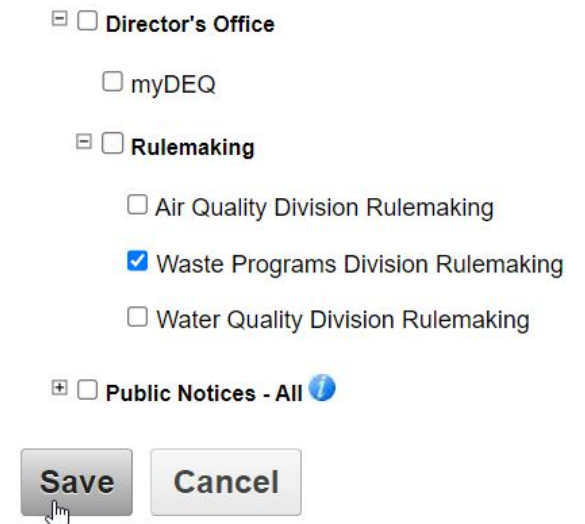 Director's Office
myDEQ
Rulemaking
Air Quality Division Rulemaking
Waste Programs Division Rulemaking
Water Quality Division Rulemaking
Public Notices - All i
Save Cancel